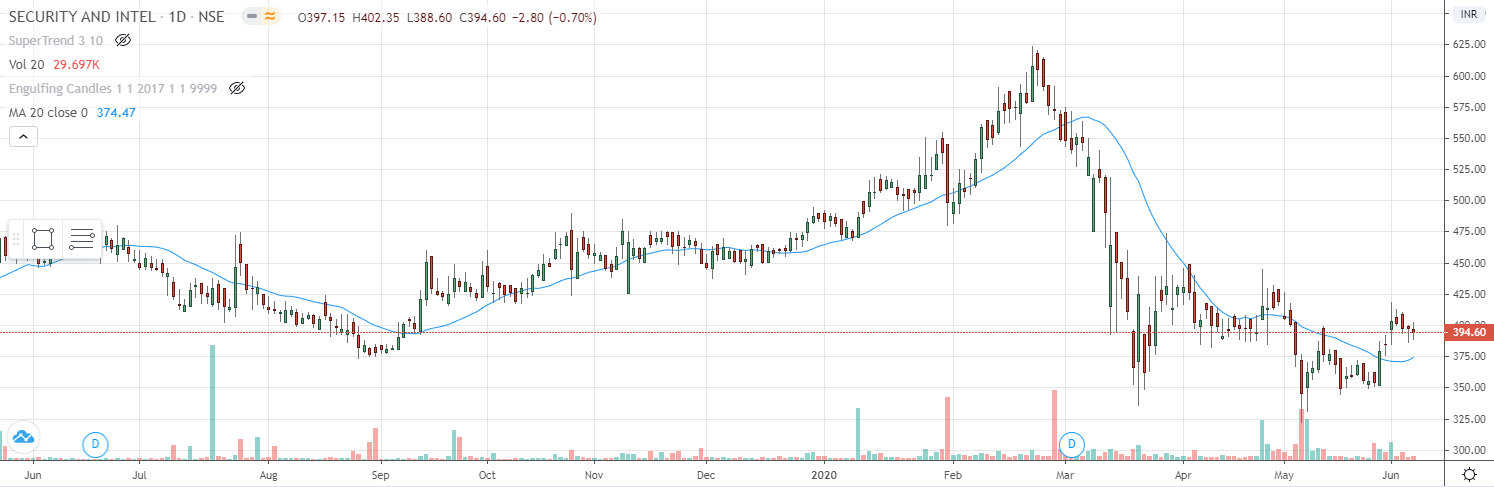 SECURITY AND INTEL · 1D · NSE O397.15 H402.35 L388.60 C394.60 −2.80 (−0.70%)
INR
SuperTrend 3 10
Vol 20 29.697K
Engulfing Candles 1 1 2017 1 1 9999
MA 20 close 0 374.47
625.00
600.00
575.00
550.00
525.00
500.00
475.00
450.00
425.00
400.00
394.60
375.00
350.00
325.00
300.00
D D
Jun Jul Aug Sep Oct Nov Dec 2020 Feb Mar Apr May Jun